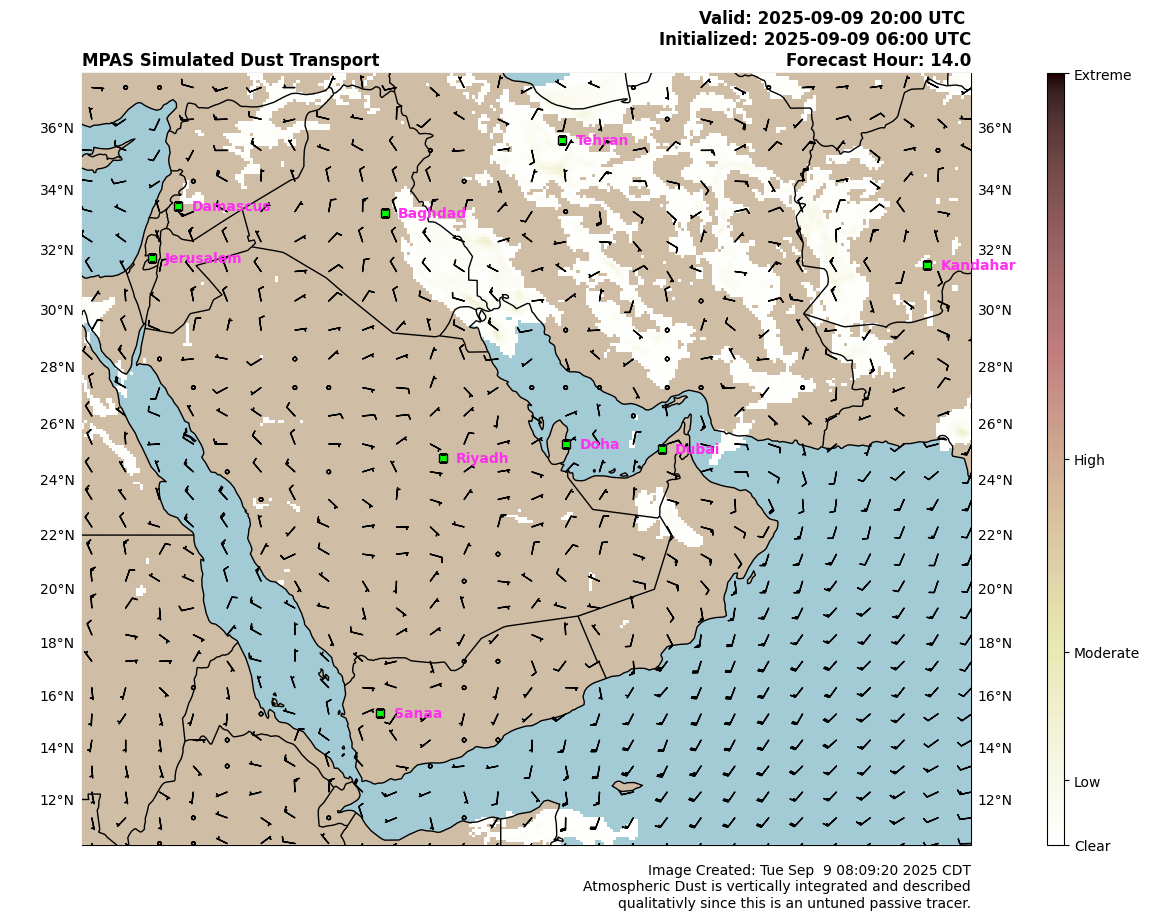 Valid: 2025-09-09 20:00 UTC
Initialized: 2025-09-09 06:00 UTC
MPAS Simulated Dust Transport
Forecast Hour: 14.0
36°N
34°N
32°N
30°N
28°N
26°N
24°N
22°N
20°N
18°N
16°N
14°N
12°N
Tehran
Damascus
Baghdad
Jerusalem
Kandahar
Doha
Dubai
Riyadh
Sanaa
36°N
34°N
32°N
30°N
28°N
26°N
24°N
22°N
20°N
18°N
16°N
14°N
12°N
Extreme
High
Moderate
Low
Clear
Image Created: Tue Sep  9 08:09:20 2025 CDT
Atmospheric Dust is vertically integrated and described
qualitativly since this is an untuned passive tracer.